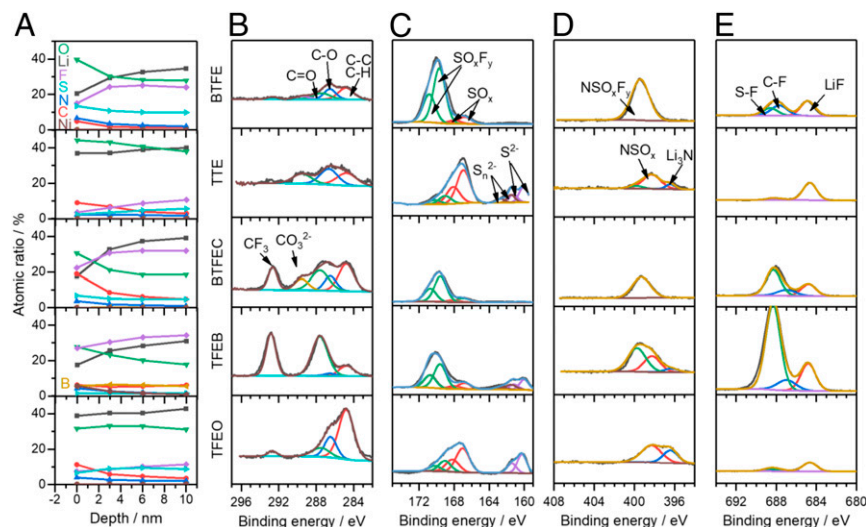 A B C D E
O
Li
F
S
N
C
Ni
40
20
0
BTFE
C=O
C-O
C-C
C-H
SOxFy
SOx
NSOxFy
S-F
C-F
LiF
40
20
0
TTE
Sn2-
S2-
NSOx
Li3N
Atomic ratio / %
40
20
0
BTFEC
CF3
CO32-
40
20
B
0
TFEB
40
20
0
TFEO
-2 0 2 4 6 8 10
Depth / nm
296 292 288 284
Binding energy / eV
172 168 164 160
Binding energy / eV
408 404 400 396
Binding energy / eV
692 688 684 680
Binding energy / eV